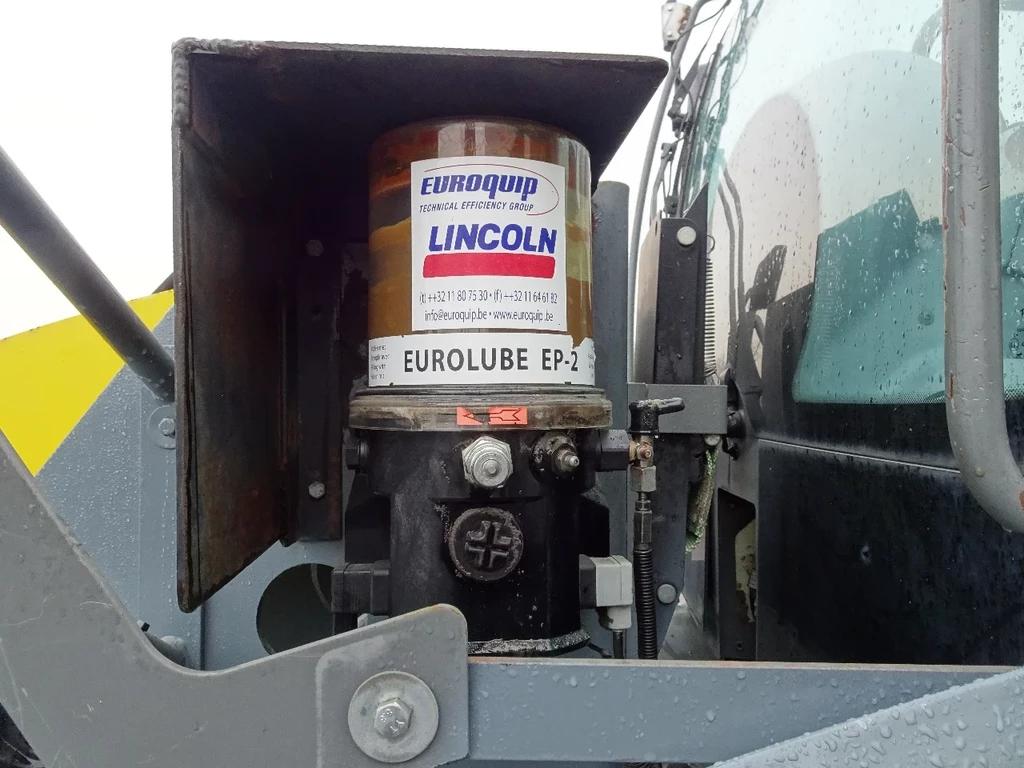 EUROQUIP
TECHNICAL EFFICIENCY GROUP
LINCOLN
(t) ++32 11 80 75 30 • (f) ++32 11 64 61 82
info@euroquip.be • www.euroquip.be
EUROLUBE EP-2